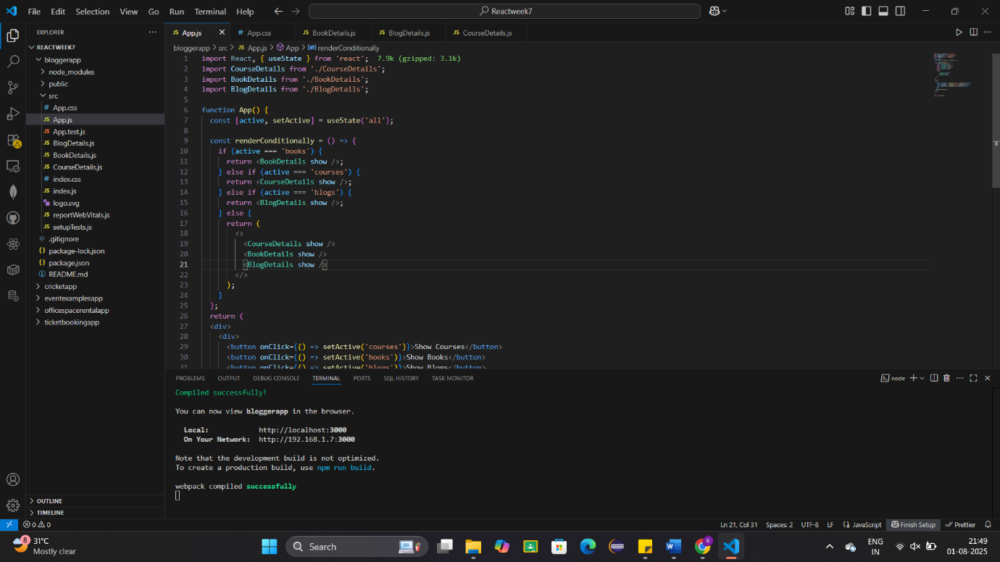 File Edit Selection View Go Run Terminal Help
Reactweek7
EXPLORER
REACTWEEK7
bloggerapp
node_modules
public
src
App.css
App.js
App.test.js
BlogDetails.js
BookDetails.js
CourseDetails.js
index.css
index.js
logo.svg
reportWebVitals.js
setupTests.js
.gitignore
package-lock.json
package.json
README.md
cricketapp
eventexamplesapp
officespacerentalapp
ticketbookingapp
OUTLINE
TIMELINE
JS App.js # App.css JS BookDetails.js JS BlogDetails.js JS CourseDetails.js
bloggerapp > src > JS App.js > App > renderConditionally
1 import React, { useState } from 'react'; 7.9k (gzipped: 3.1k)
2 import CourseDetails from './CourseDetails';
3 import BookDetails from './BookDetails';
4 import BlogDetails from './BlogDetails';
5
6 function App() {
7 const [active, setActive] = useState('all');
8
9 const renderConditionally = () => {
10 if (active === 'books') {
11 return <BookDetails show />;
12 } else if (active === 'courses') {
13 return <CourseDetails show />;
14 } else if (active === 'blogs') {
15 return <BlogDetails show />;
16 } else {
17 return (
18 <>
19 <CourseDetails show />
20 <BookDetails show />
21 <BlogDetails show />
22 </>
23 );
24 }
25 };
26 return (
27 <div>
28 <div>
29 <button onClick={() => setActive('courses')}>Show Courses</button>
30 <button onClick={() => setActive('books')}>Show Books</button>
31 <button onClick={() => setActive('blogs')}>Show Blogs</button>
PROBLEMS OUTPUT DEBUG CONSOLE TERMINAL PORTS SQL HISTORY TASK MONITOR
node
Compiled successfully!
You can now view bloggerapp in the browser.
Local: http://localhost:3000
On Your Network: http://192.168.1.7:3000
Note that the development build is not optimized.
To create a production build, use npm run build.
webpack compiled successfully
0 0
Ln 21, Col 31 Spaces: 2 UTF-8 LF JavaScript Finish Setup Prettier
8
31°C
Mostly clear
Search
ENG
IN
21:49
01-08-2025